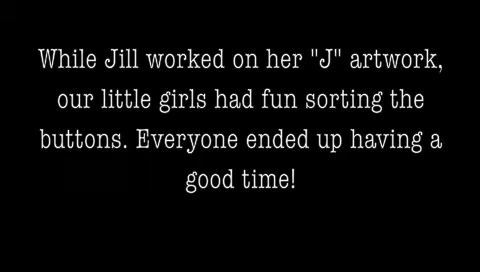 While Jill worked on her "J" artwork,
our little girls had fun sorting the
buttons. Everyone ended up having a
good time!